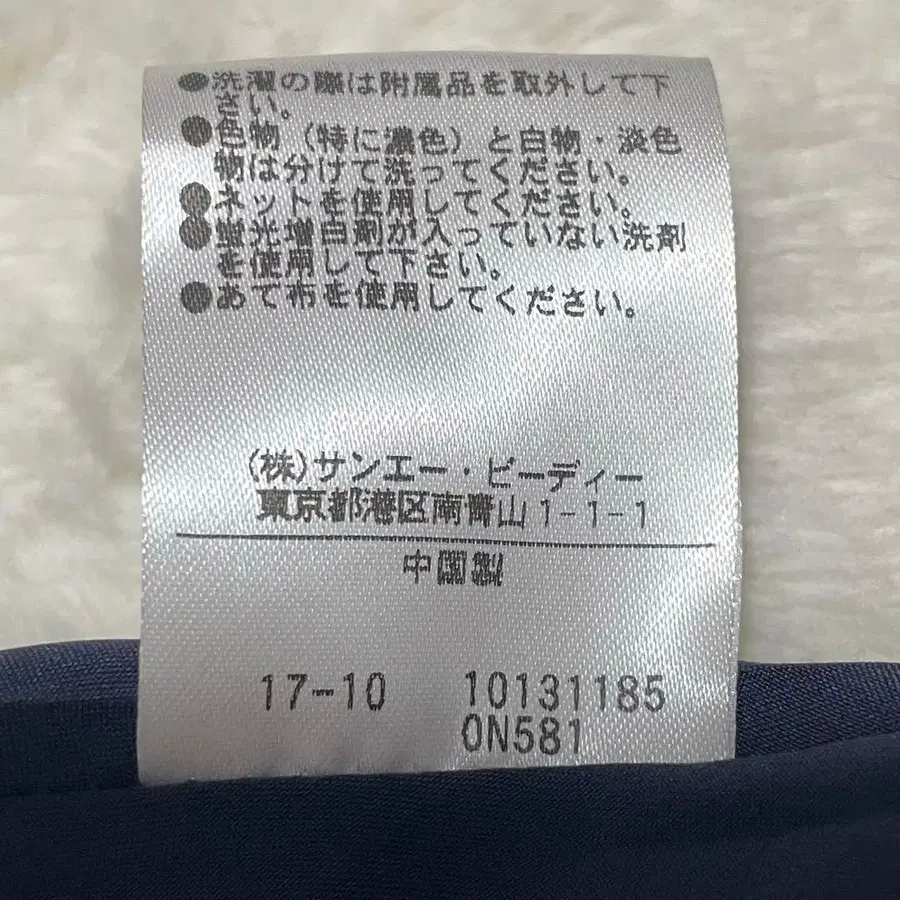 ●洗濯の際は附属品を取外して下
さい。
●色物（特に濃色）と白物・淡色
物は分けて洗ってください。
●ネットを使用してください。
●蛍光増白剤が入っていない洗剤
を使用して下さい。
●あて布を使用してください。
(株)サンエー・ビーディー
東京都港区南青山1-1-1
中国製
17-10 10131185
0N581